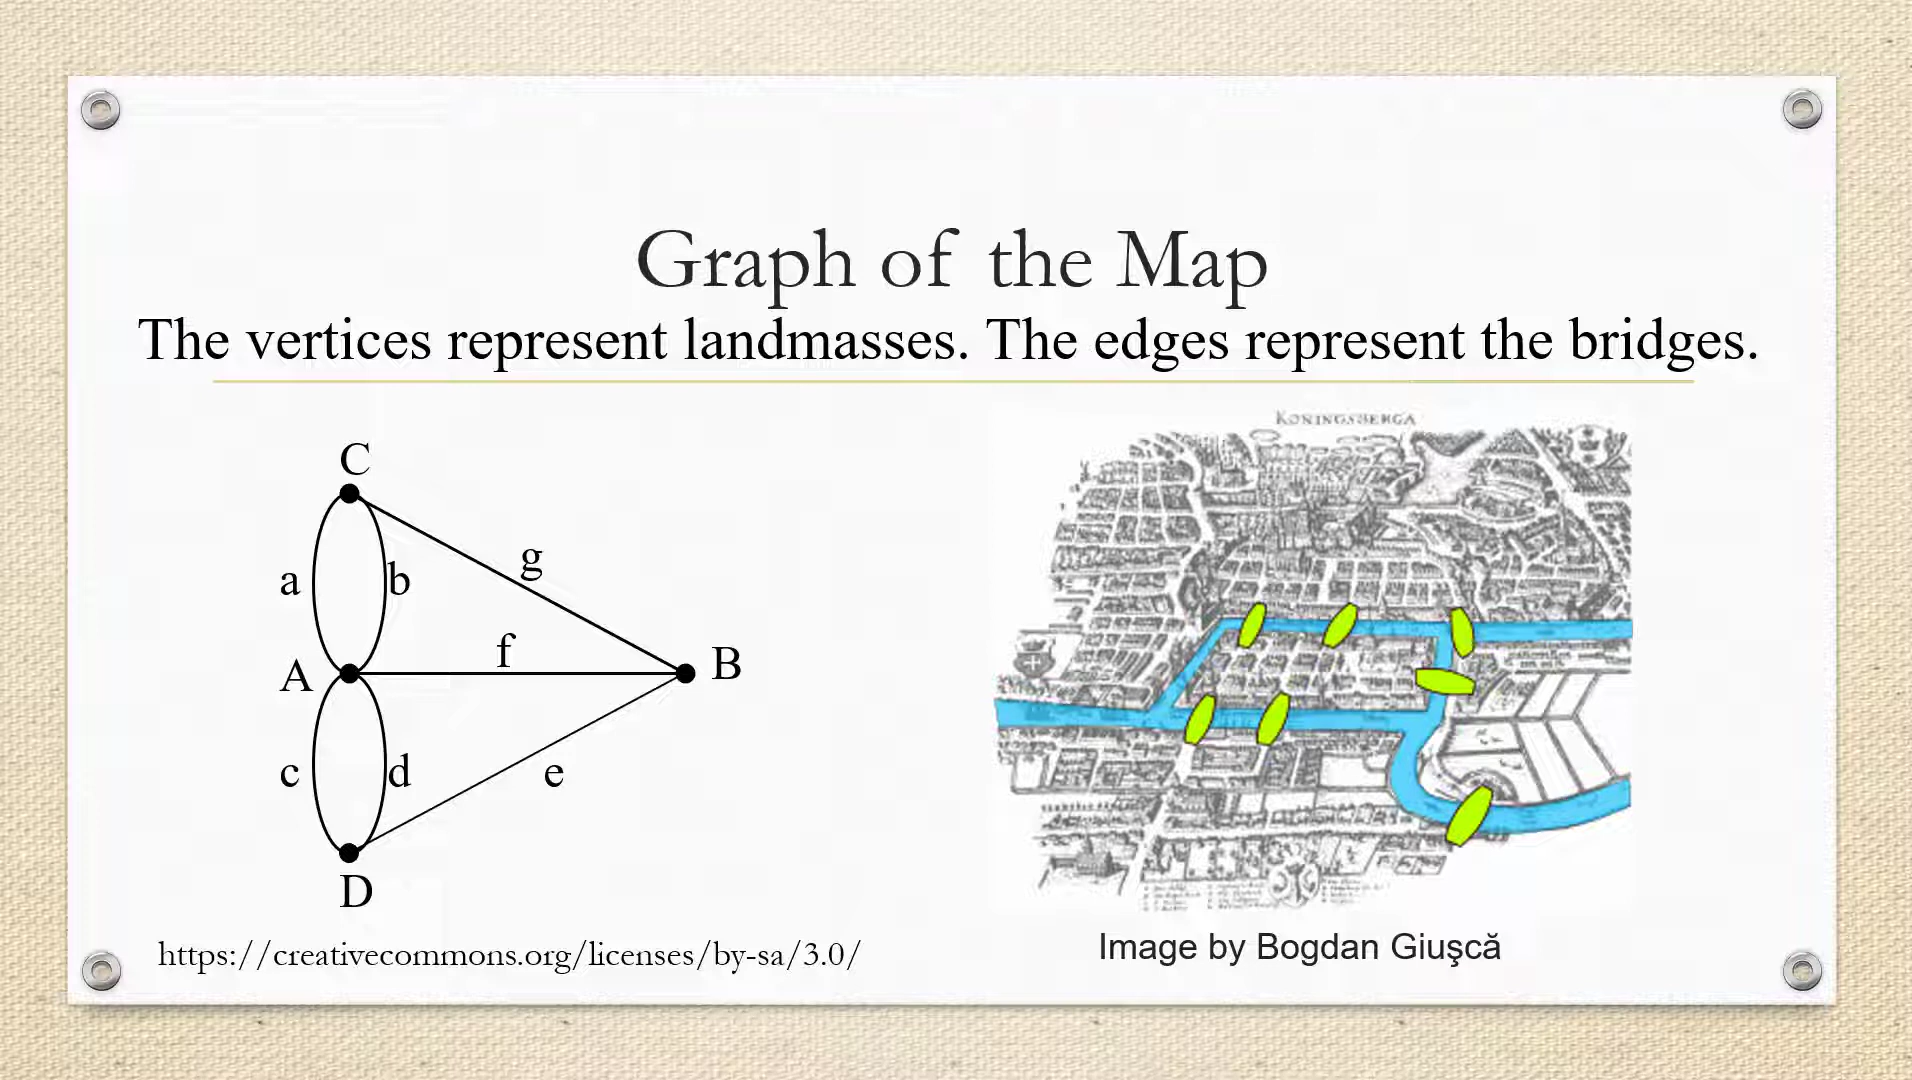 Graph of the Map
The vertices represent landmasses. The edges represent the bridges.
C
g
a
b
f
A
B
c
d
e
D
KONINGSBERGA
https://creativecommons.org/licenses/by-sa/3.0/
Image by Bogdan Giuşcă